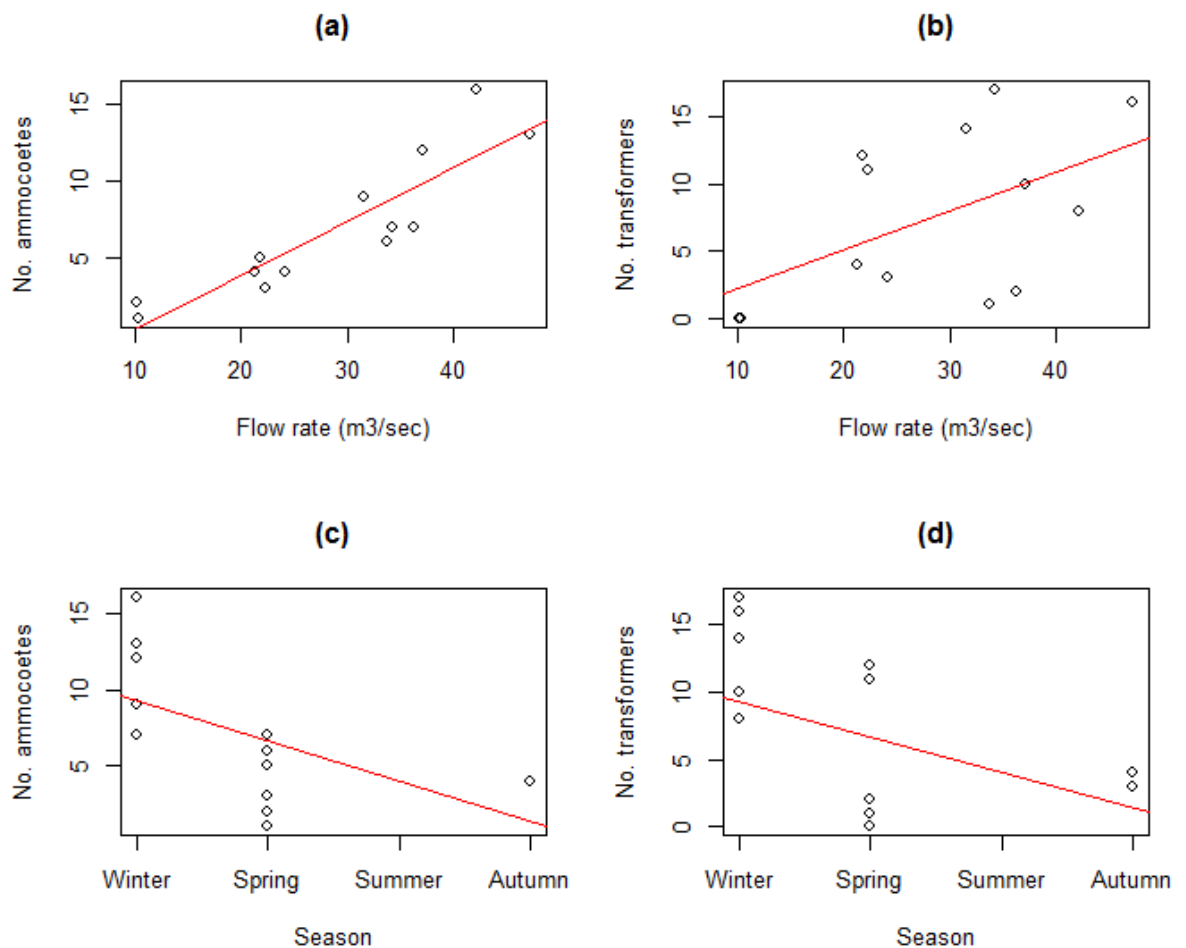 (a)
No. ammocoetes
15
10
5
10 20 30 40
Flow rate (m3/sec)
(b)
No. transformers
15
10
5
0
10 20 30 40
Flow rate (m3/sec)
(c)
No. ammocoetes
15
10
5
Winter Spring Summer Autumn
Season
(d)
No. transformers
15
10
5
0
Winter Spring Summer Autumn
Season